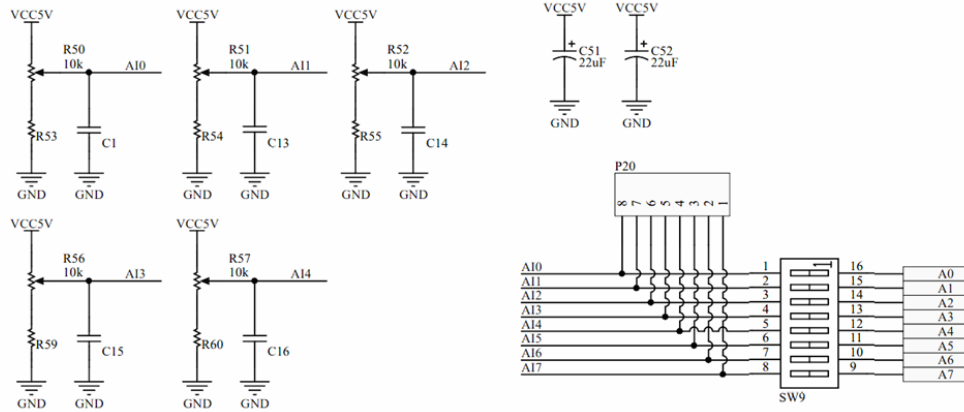 VCC5V VCC5V VCC5V VCC5V VCC5V
R50 R51 R52
10k AI0 10k AI1 10k AI2
C51 C52
22uF 22uF
R53 C1 R54 C13 R55 C14
GND GND
GND GND GND GND GND GND
P20
8 7 6 5 4 3 2 1
VCC5V VCC5V
R56 R57
10k AI3 10k AI4
R59 C15 R60 C16
GND GND GND GND
AI0 1 16 A0
AI1 2 15 A1
AI2 3 14 A2
AI3 4 13 A3
AI4 5 12 A4
AI5 6 11 A5
AI6 7 10 A6
AI7 8 9 A7
1
SW9